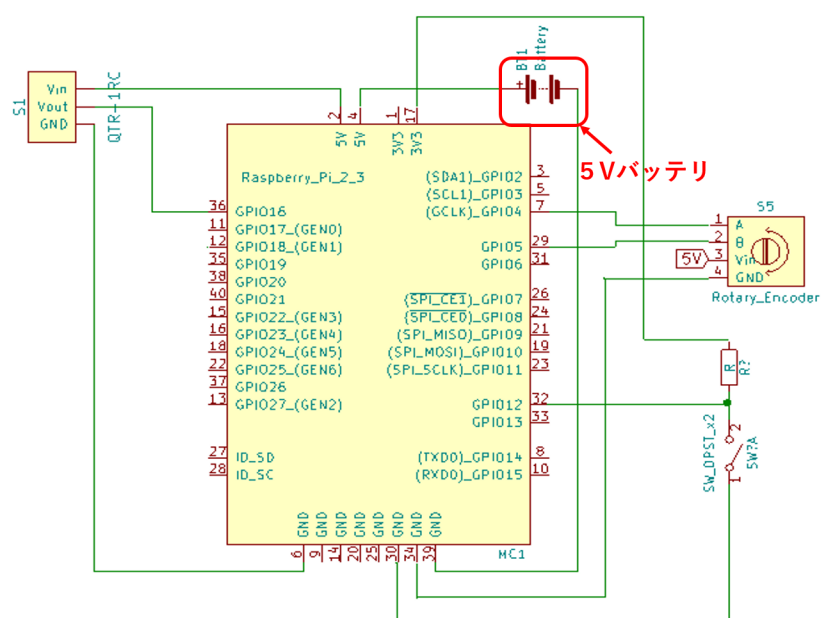 BT1
Battery
5Vバッテリ
S1
Vin
Vout
GND
QTR-1RC
2
4
1
17
5V
5V
3V3
3V3
Raspberry_Pi_2_3
36 GPIO16
11 GPIO17_(GEN0)
12 GPIO18_(GEN1)
35 GPIO19
38 GPIO20
40 GPIO21
15 GPIO22_(GEN3)
16 GPIO23_(GEN4)
18 GPIO24_(GEN5)
22 GPIO25_(GEN6)
37 GPIO26
13 GPIO27_(GEN2)
27 ID_SD
28 ID_SC
(SDA1)_GPIO2 3
(SCL1)_GPIO3 5
(GCLK)_GPIO4 7
GPIO5 29
GPIO6 31
(SPI_CE1)_GPIO7 26
(SPI_CE0)_GPIO8 24
(SPI_MISO)_GPIO9 21
(SPI_MOSI)_GPIO10 19
(SPI_SCLK)_GPIO11 23
GPIO12 32
GPIO13 33
(TXD0)_GPIO14 8
(RXD0)_GPIO15 10
GND
GND
GND
GND
GND
GND
GND
GND
6
9
14
20
25
30
34
39
MC1
S5
1 A
2 B
5V 3 Vin
4 GND
Rotary_Encoder
R
R?
SW_DPST_x2
SW?A
2
1